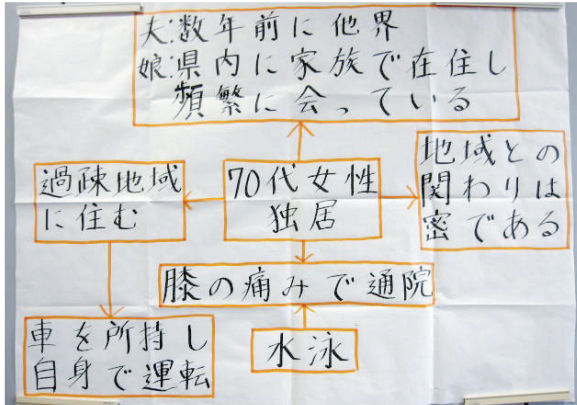 夫:数年前に他界
娘:県内に家族で在住し
頻繁に会っている
過疎地域
に住む
70代女性
独居
地域との
関わりは
密である
膝の痛みで通院
車を所持し
自身で運転
水泳